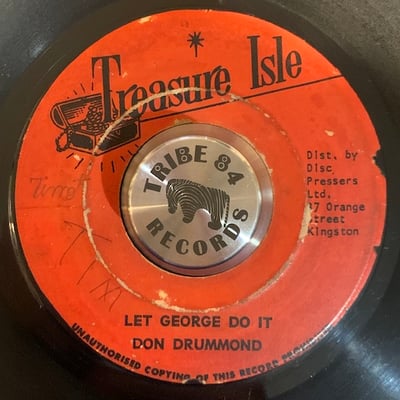 Treasure Isle
TRIBE 84
RECORDS
Dist. by
Disc
Pressers
Ltd.
37 Orange
Street
Kingston
LET GEORGE DO IT
DON DRUMMOND
UNAUTHORISED COPYING OF THIS RECORD